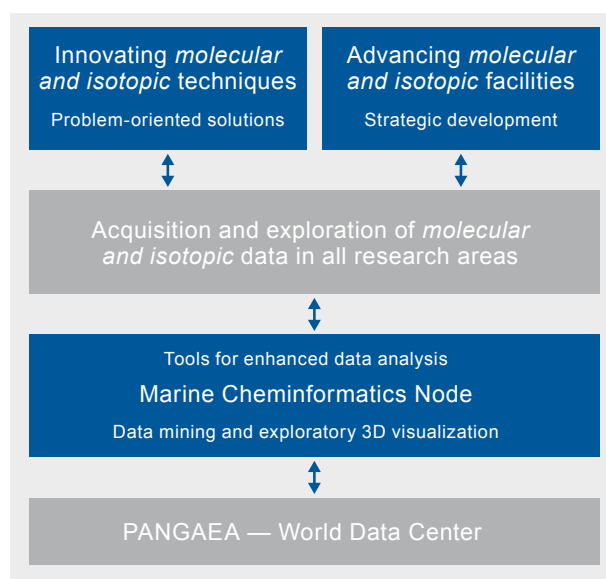 Innovating molecular
and isotopic techniques
Problem-oriented solutions
Advancing molecular
and isotopic facilities
Strategic development
Acquisition and exploration of molecular
and isotopic data in all research areas
Tools for enhanced data analysis
Marine Cheminformatics Node
Data mining and exploratory 3D visualization
PANGAEA — World Data Center